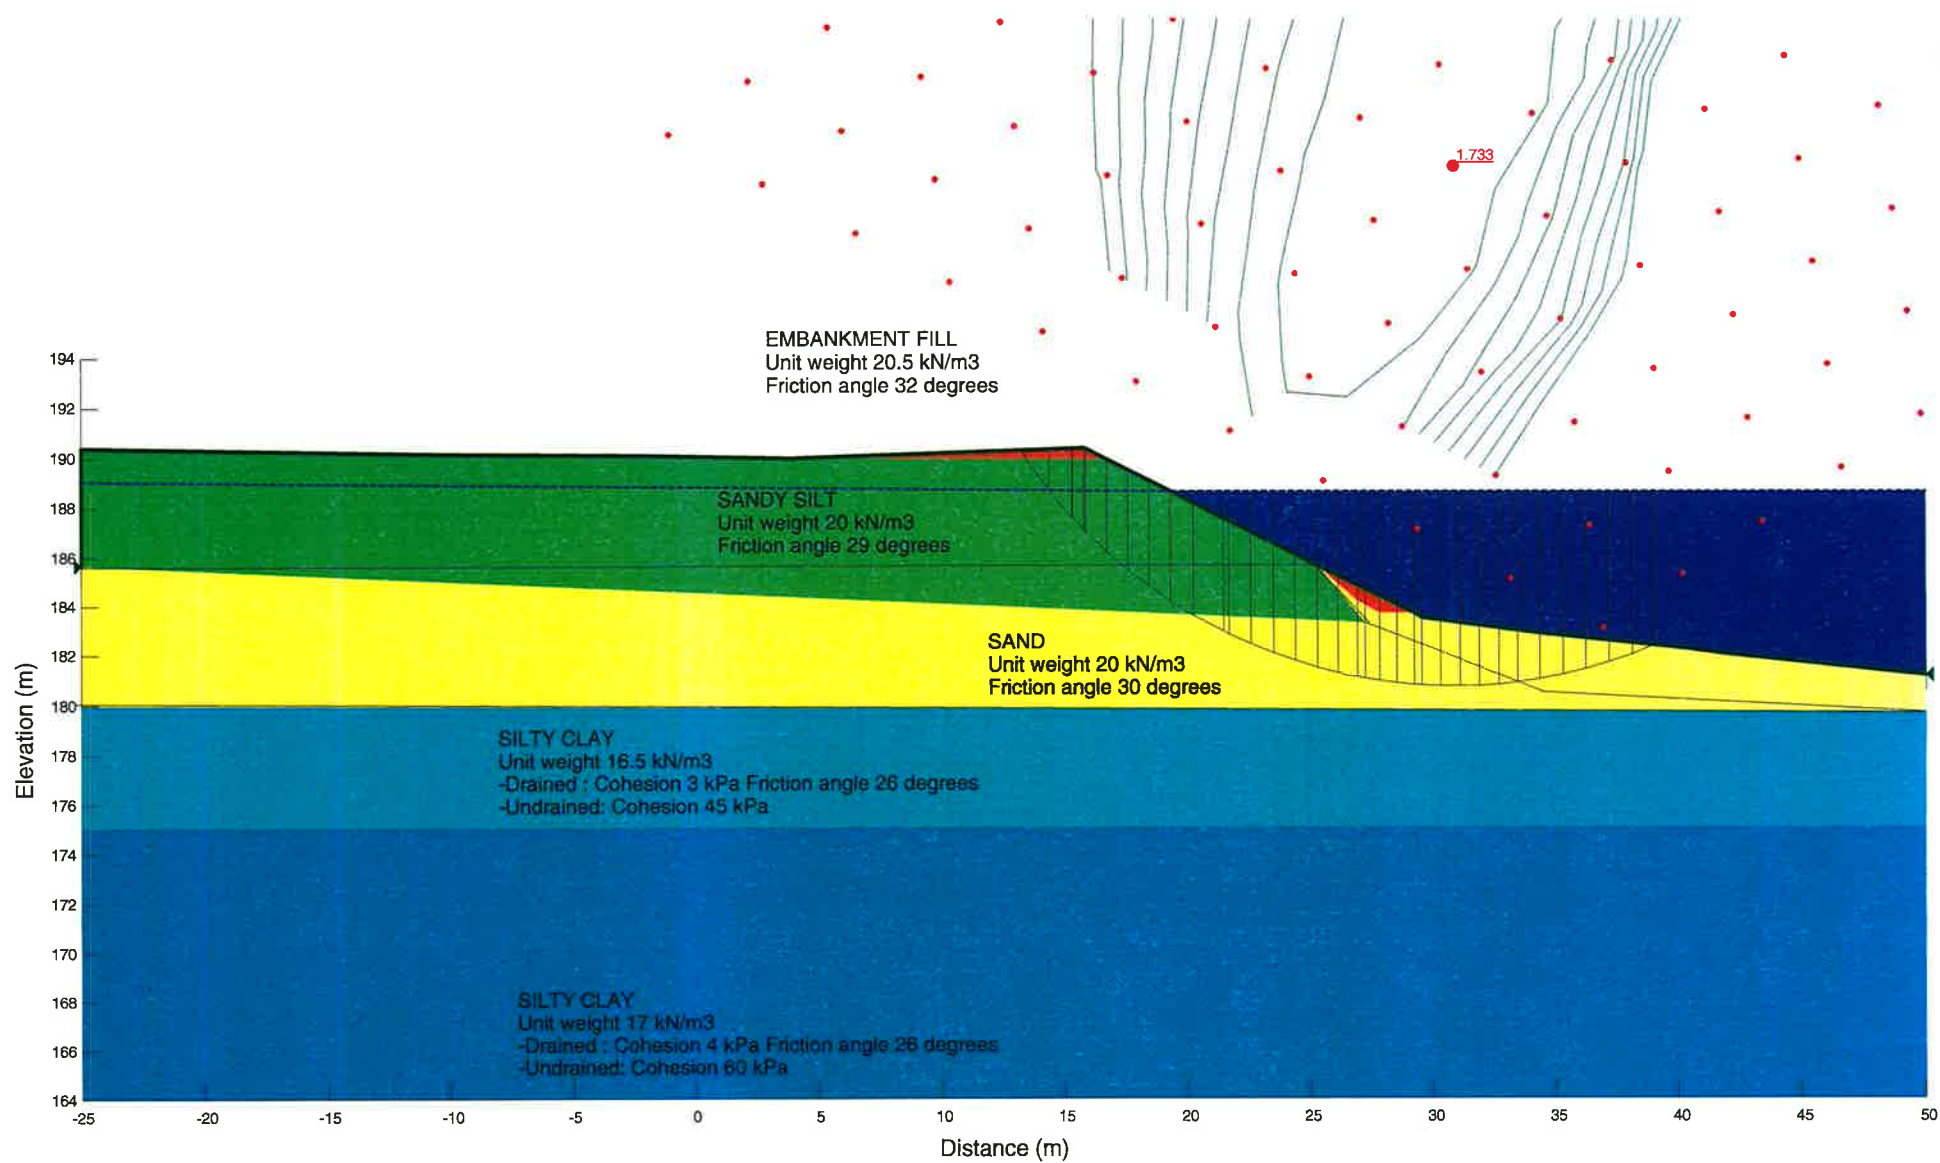 1.733
EMBANKMENT FILL
Unit weight 20.5 kN/m3
Friction angle 32 degrees
SANDY SILT
Unit weight 20 kN/m3
Friction angle 29 degrees
SAND
Unit weight 20 kN/m3
Friction angle 30 degrees
SILTY CLAY
Unit weight 16.5 kN/m3
-Drained : Cohesion 3 kPa Friction angle 26 degrees
-Undrained: Cohesion 45 kPa
SILTY CLAY
Unit weight 17 kN/m3
-Drained : Cohesion 4 kPa Friction angle 26 degrees
-Undrained: Cohesion 60 kPa
Elevation (m)
194
192
190
188
186
184
182
180
178
176
174
172
170
168
166
164
-25 -20 -15 -10 -5 0 5 10 15 20 25 30 35 40 45 50
Distance (m)